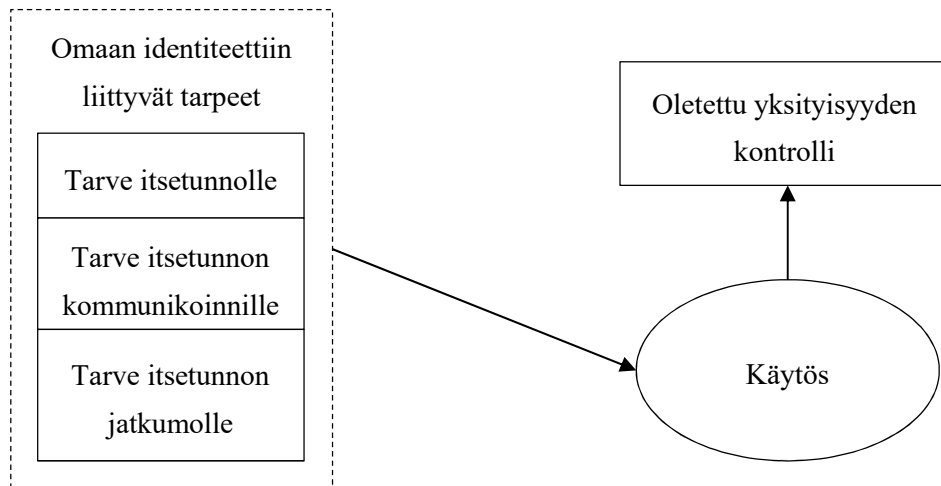 Omaan identiteettiin
liittyvät tarpeet
Tarve itsetunnolle
Tarve itsetunnon
kommunikoinnille
Tarve itsetunnon
jatkumolle
Oletettu yksityisyyden
kontrolli
Käytös